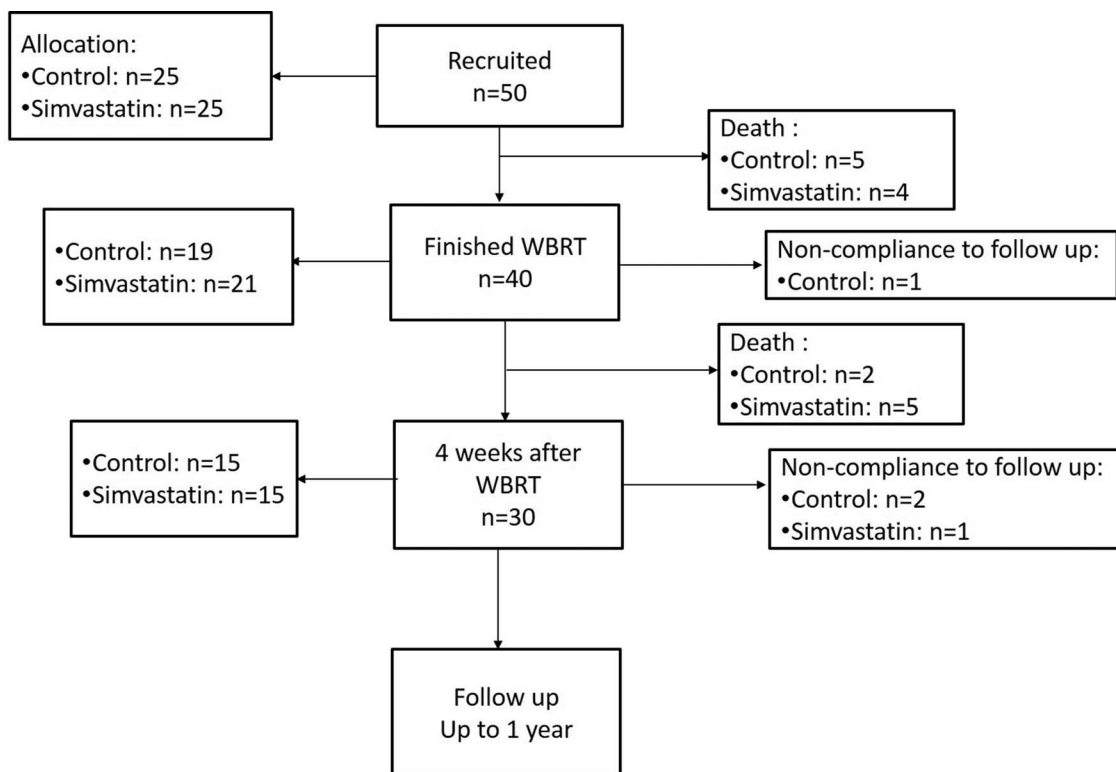 Allocation:
•Control: n=25
•Simvastatin: n=25
Recruited
n=50
Death :
•Control: n=5
•Simvastatin: n=4
•Control: n=19
•Simvastatin: n=21
Finished WBRT
n=40
Non-compliance to follow up:
•Control: n=1
Death :
•Control: n=2
•Simvastatin: n=5
•Control: n=15
•Simvastatin: n=15
4 weeks after
WBRT
n=30
Non-compliance to follow up:
•Control: n=2
•Simvastatin: n=1
Follow up
Up to 1 year